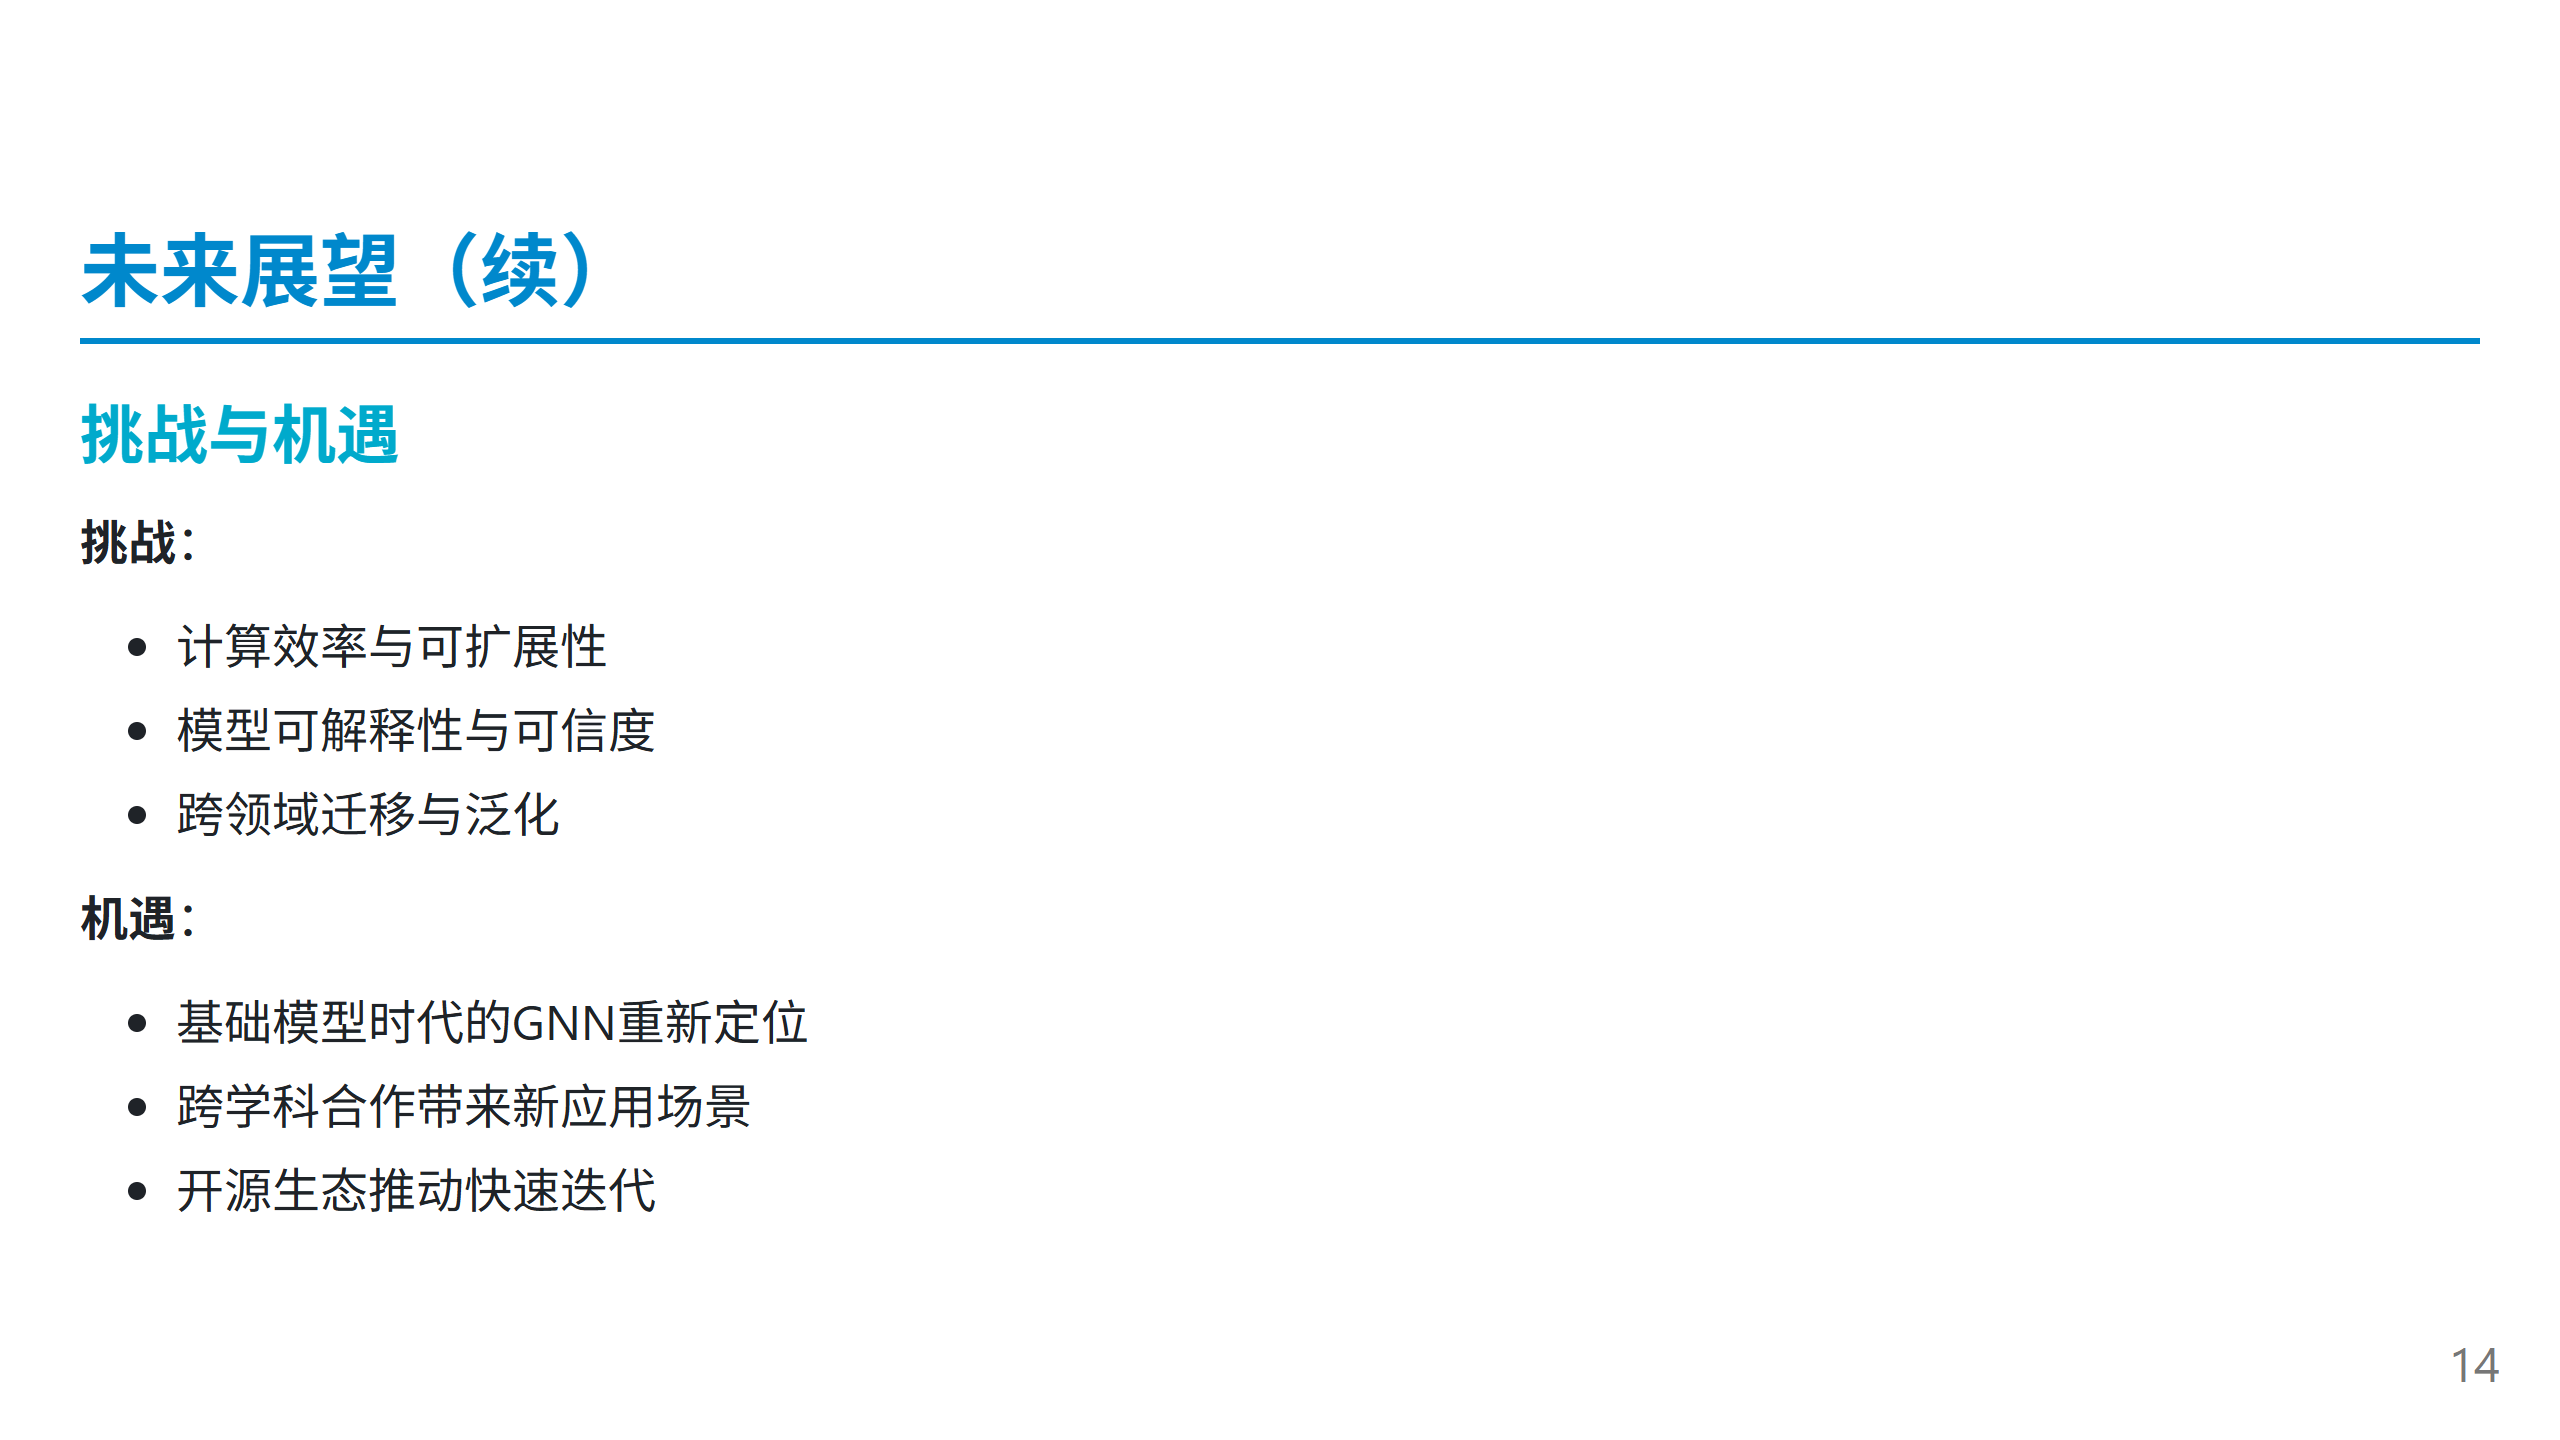 未来展望（续）
挑战与机遇
挑战：
• 计算效率与可扩展性
• 模型可解释性与可信度
• 跨领域迁移与泛化
机遇：
• 基础模型时代的GNN重新定位
• 跨学科合作带来新应用场景
• 开源生态推动快速迭代
14